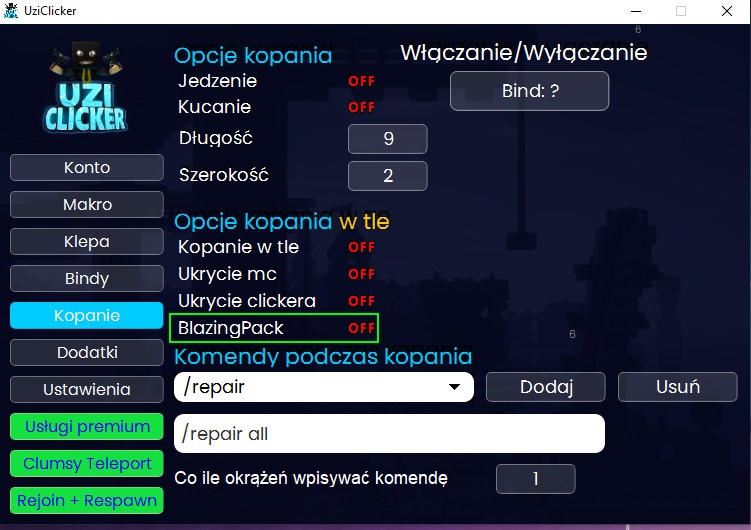 UziClicker
UZI
CLICKER
Konto
Makro
Klepa
Bindy
Kopanie
Dodatki
Ustawienia
Usługi premium
Clumsy Teleport
Rejoin + Respawn
Opcje kopania
Jedzenie OFF
Kucanie OFF
Długość 9
Szerokość 2
Włączanie/Wyłączanie
Bind: ?
6
Opcje kopania w tle
Kopanie w tle OFF
Ukrycie mc OFF
Ukrycie clickera OFF
BlazingPack OFF
6
Komendy podczas kopania
/repair Dodaj Usuń
/repair all
Co ile okrążeń wpisywać komendę 1